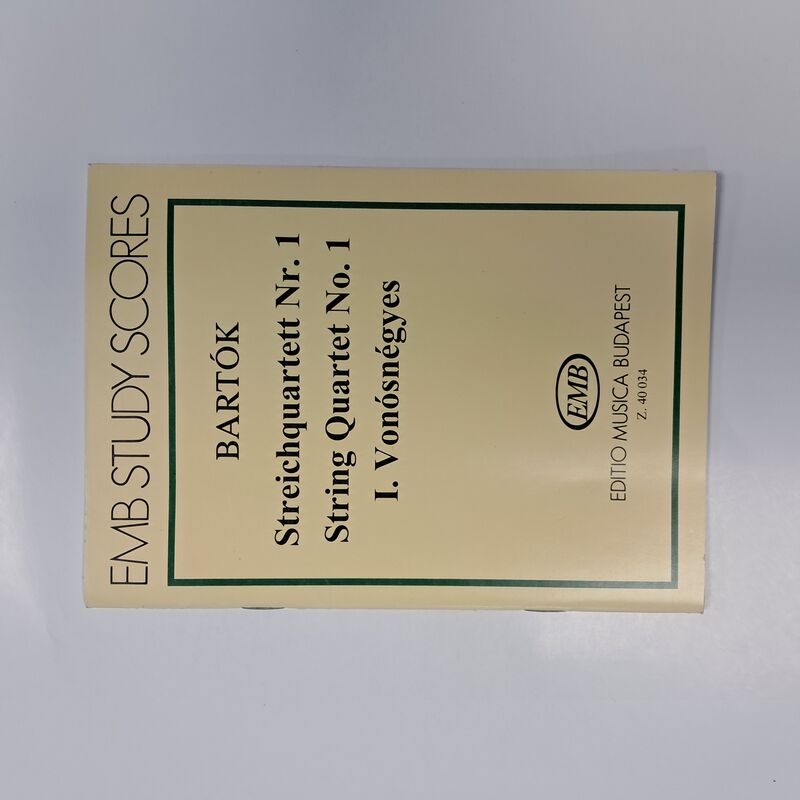 EMB STUDY SCORES
BARTÓK
Streichquartett Nr. 1
String Quartet No. 1
I. Vonósnégyes
EMB
EDITIO MUSICA BUDAPEST
Z. 40 034